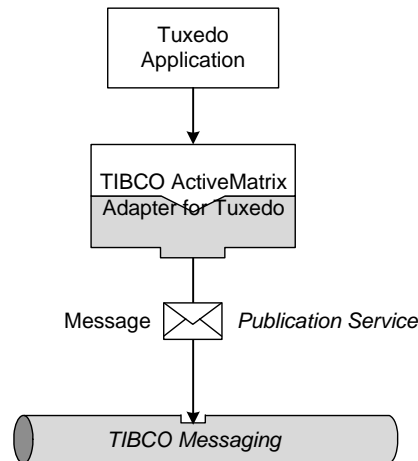 Tuxedo
Application
TIBCO ActiveMatrix
Adapter for Tuxedo
Message
Publication Service
TIBCO Messaging